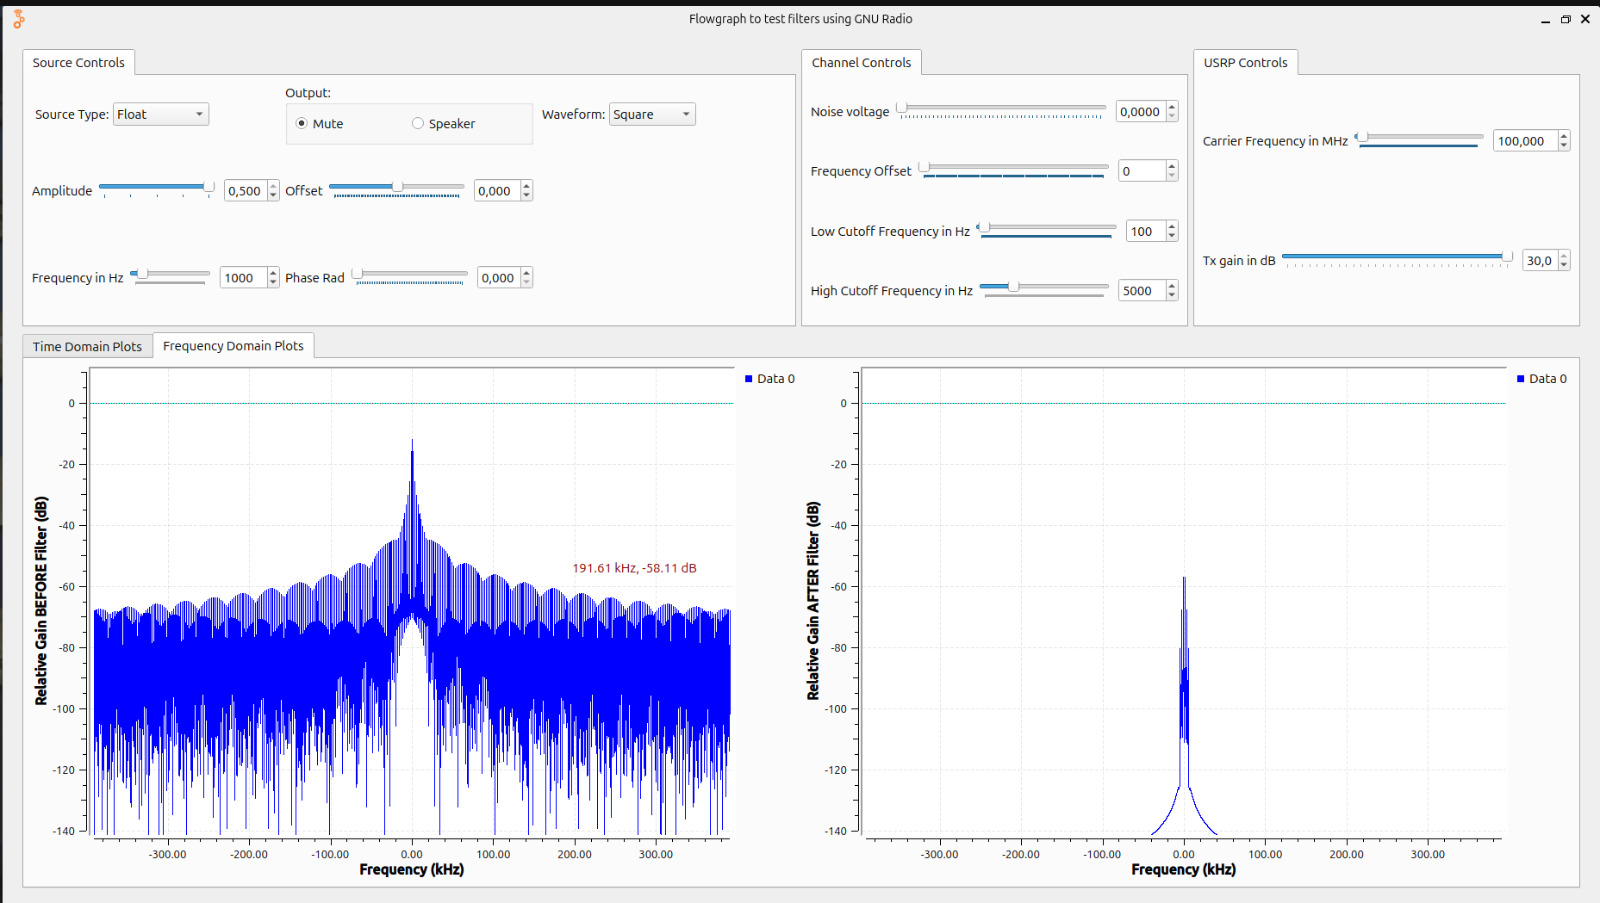 Flowgraph to test filters using GNU Radio
Source Controls
Source Type: Float
Output:
Mute
Speaker
Waveform: Square
Amplitude 0,500
Offset 0,000
Frequency in Hz 1000
Phase Rad 0,000
Channel Controls
Noise voltage 0,0000
Frequency Offset 0
Low Cutoff Frequency in Hz 100
High Cutoff Frequency in Hz 5000
USRP Controls
Carrier Frequency in MHz 100,000
Tx gain in dB 30,0
Time Domain Plots
Frequency Domain Plots
Relative Gain BEFORE Filter (dB)
0
-20
-40
-60
-80
-100
-120
-140
191.61 kHz, -58.11 dB
Data 0
-300.00 -200.00 -100.00 0.00 100.00 200.00 300.00
Frequency (kHz)
Relative Gain AFTER Filter (dB)
0
-20
-40
-60
-80
-100
-120
-140
Data 0
-300.00 -200.00 -100.00 0.00 100.00 200.00 300.00
Frequency (kHz)